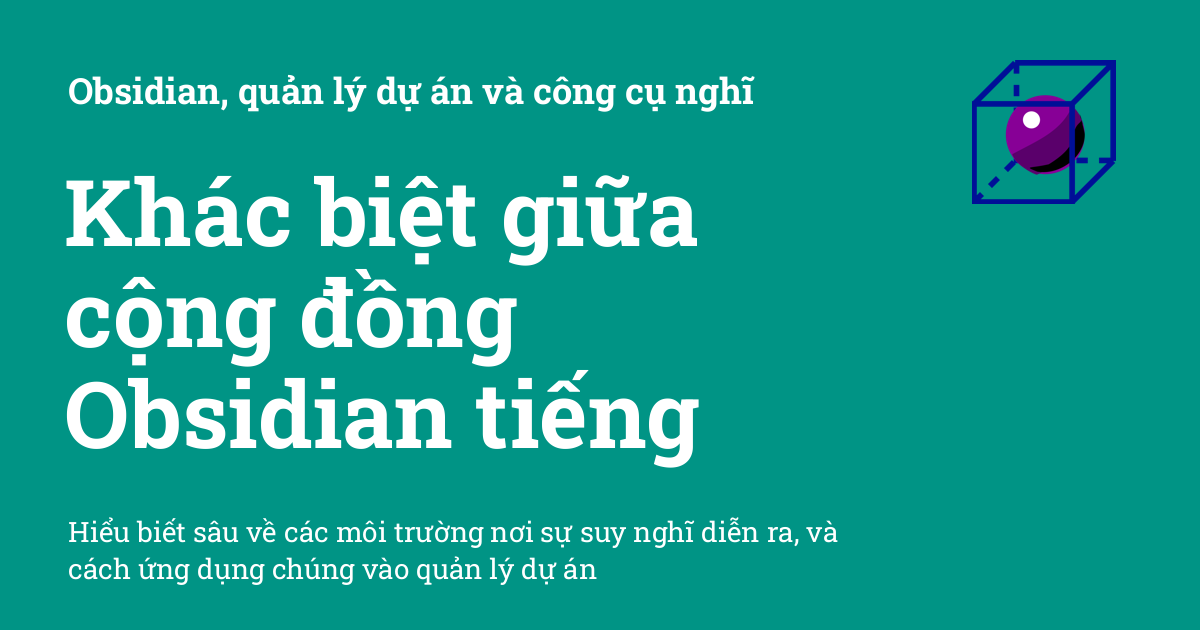 Obsidian, quản lý dự án và công cụ nghĩ
Khác biệt giữa
cộng đồng
Obsidian tiếng
Hiểu biết sâu về các môi trường nơi sự suy nghĩ diễn ra, và
cách ứng dụng chúng vào quản lý dự án